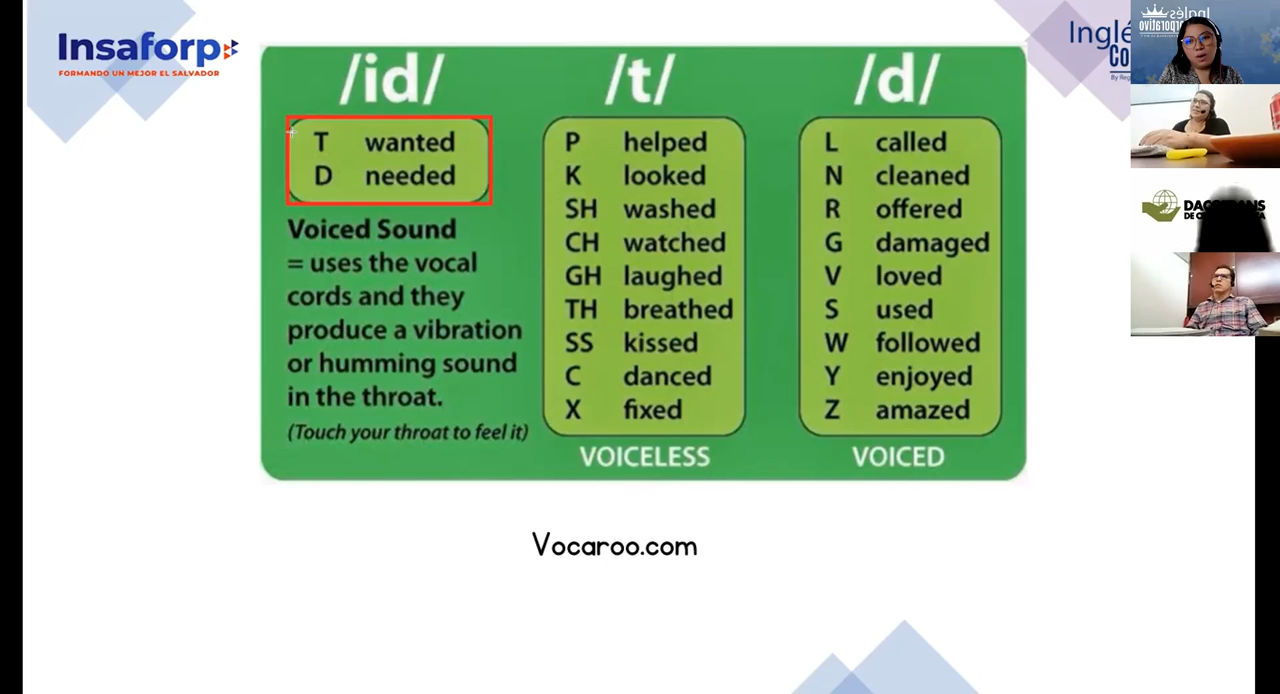 Insaforp
FORMANDO UN MEJOR EL SALVADOR
/id/
T wanted
D needed
Voiced Sound
= uses the vocal
cords and they
produce a vibration
or humming sound
in the throat.
(Touch your throat to feel it)
/t/
P helped
K looked
SH washed
CH watched
GH laughed
TH breathed
SS kissed
C danced
X fixed
VOICELESS
/d/
L called
N cleaned
R offered
G damaged
V loved
S used
W followed
Y enjoyed
Z amazed
VOICED
Vocaroo.com
Inglé
CO
Inglés